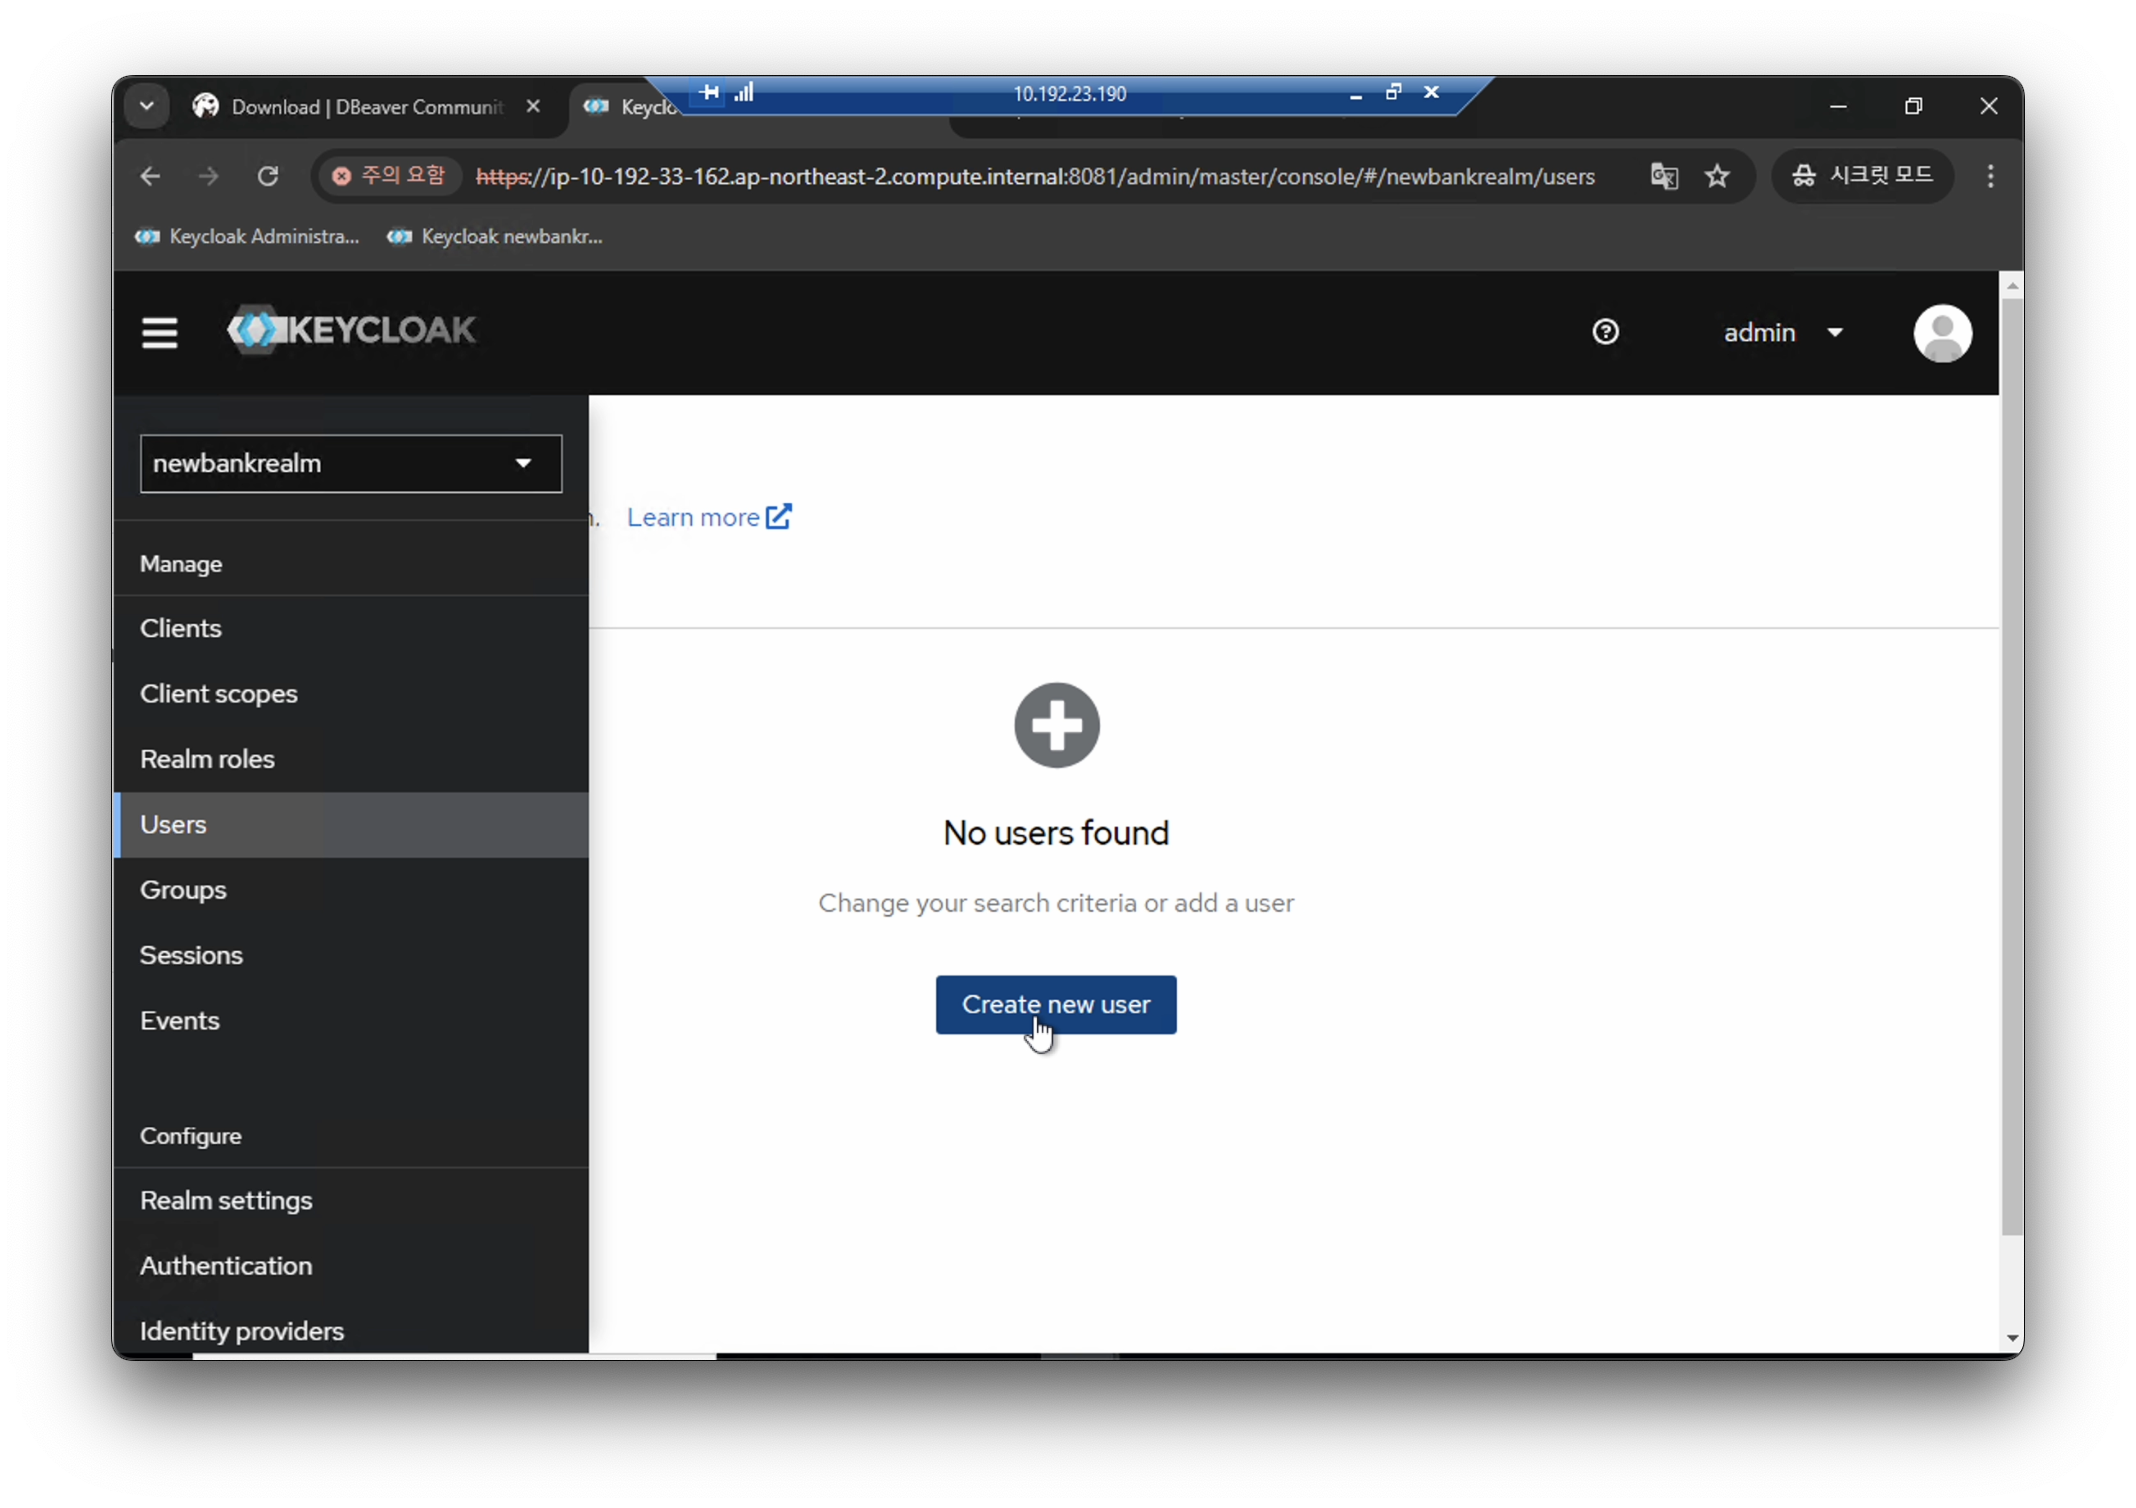 Download | DBeaver Communit
Keyclo
10.192.23.190
주의 요함
https://ip-10-192-33-162.ap-northeast-2.compute.internal:8081/admin/master/console/#/newbankrealm/users
시크릿 모드
Keycloak Administra...
Keycloak newbankr...
KEYCLOAK
admin
newbankrealm
Learn more
Manage
Clients
Client scopes
Realm roles
Users
Groups
Sessions
Events
Configure
Realm settings
Authentication
Identity providers
No users found
Change your search criteria or add a user
Create new user